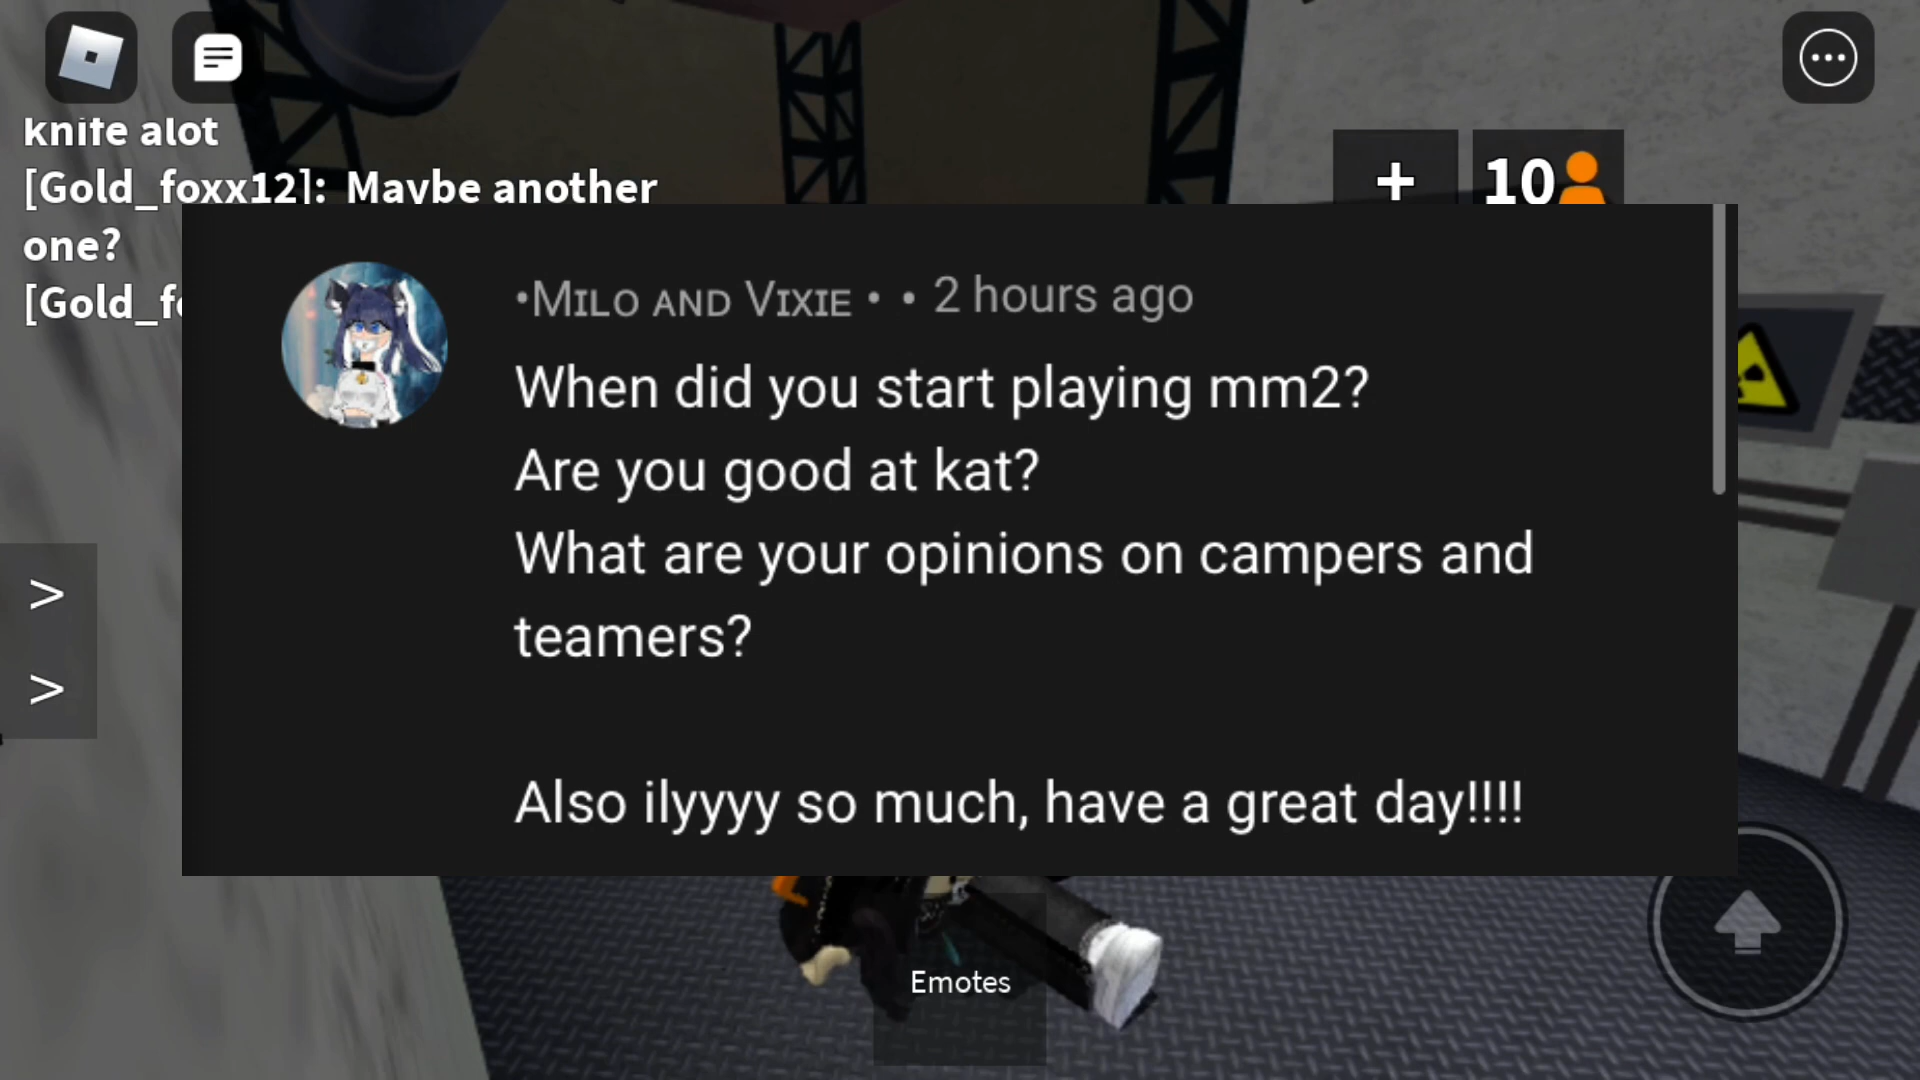 knife alot
[Gold_foxx12]: Maybe another
one?
[Gold_f
+ 10
•Milo and Vixie • • 2 hours ago
When did you start playing mm2?
Are you good at kat?
What are your opinions on campers and
teamers?
Also ilyyyy so much, have a great day!!!!
>
>
Emotes